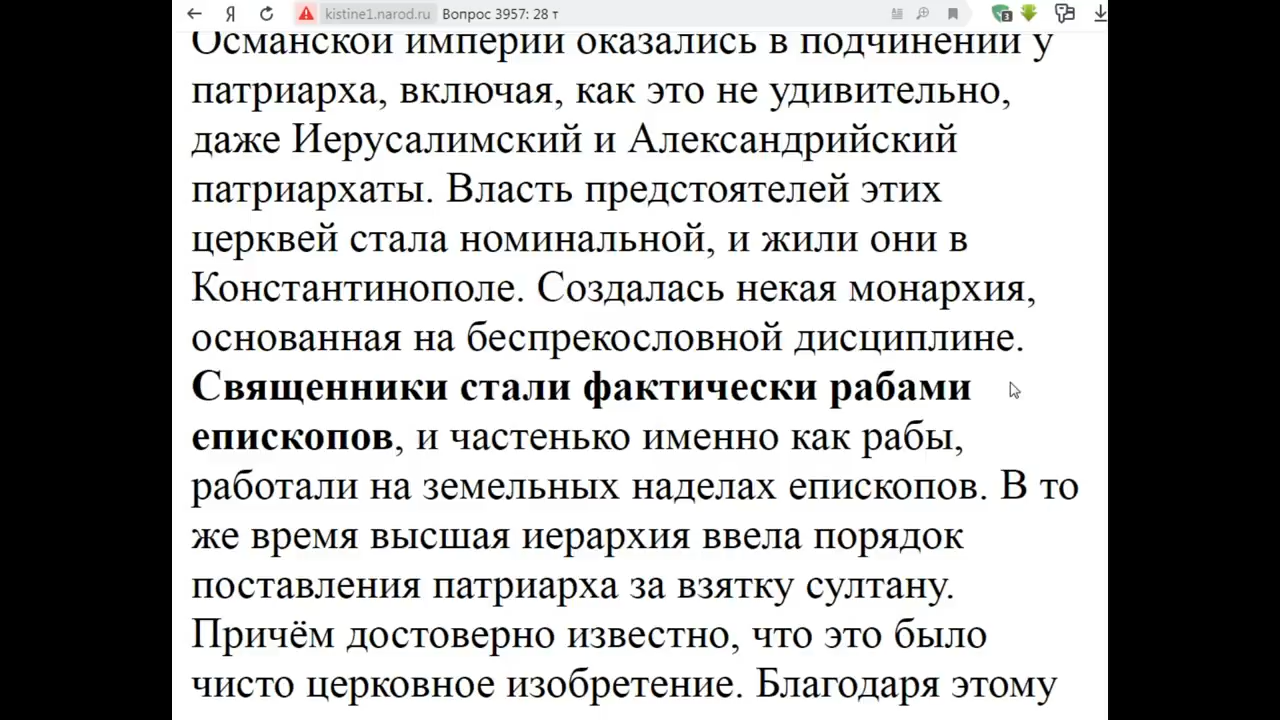 kistine1.narod.ru Вопрос 3957: 28 т
Османской империи оказались в подчинении у
патриарха, включая, как это не удивительно,
даже Иерусалимский и Александрийский
патриархаты. Власть предстоятелей этих
церквей стала номинальной, и жили они в
Константинополе. Создалась некая монархия,
основанная на беспрекословной дисциплине.
Священники стали фактически рабами
епископов, и частенько именно как рабы,
работали на земельных наделах епископов. В то
же время высшая иерархия ввела порядок
поставления патриарха за взятку султану.
Причём достоверно известно, что это было
чисто церковное изобретение. Благодаря этому